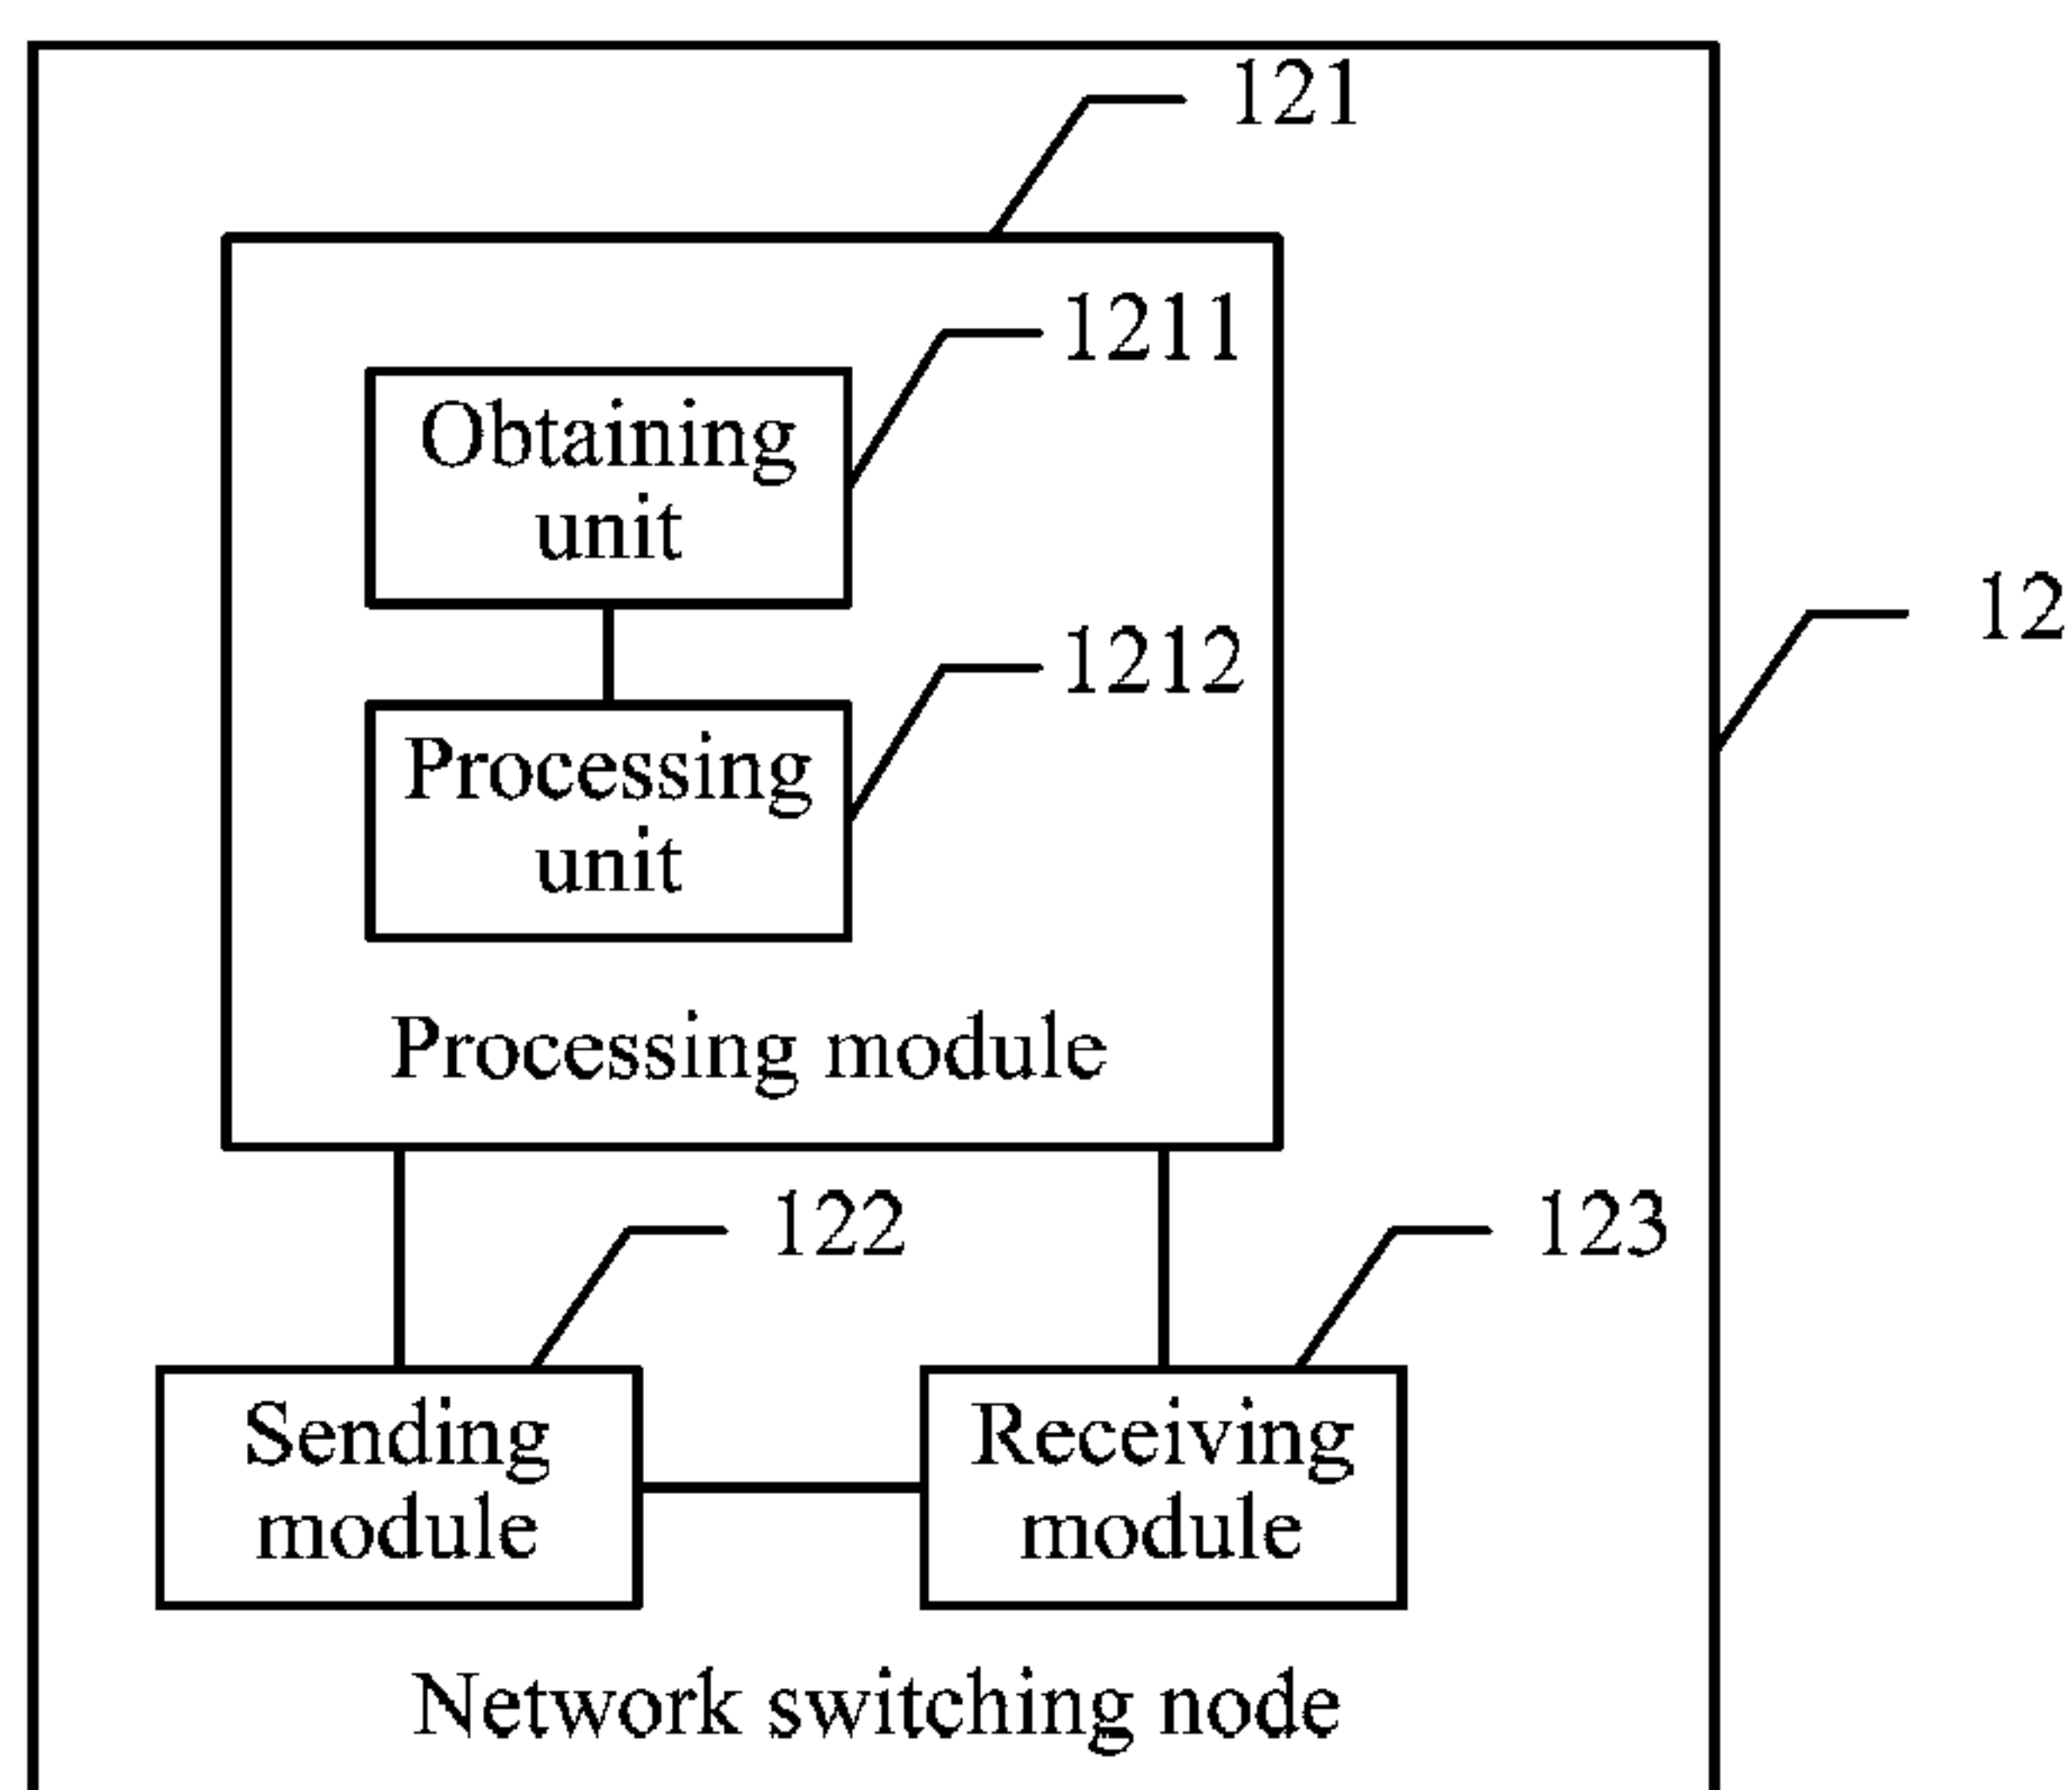 121
1211
Obtaining
unit
1212
Processing
unit
12
Processing module
122
123
Sending
module
Receiving
module
Network switching node